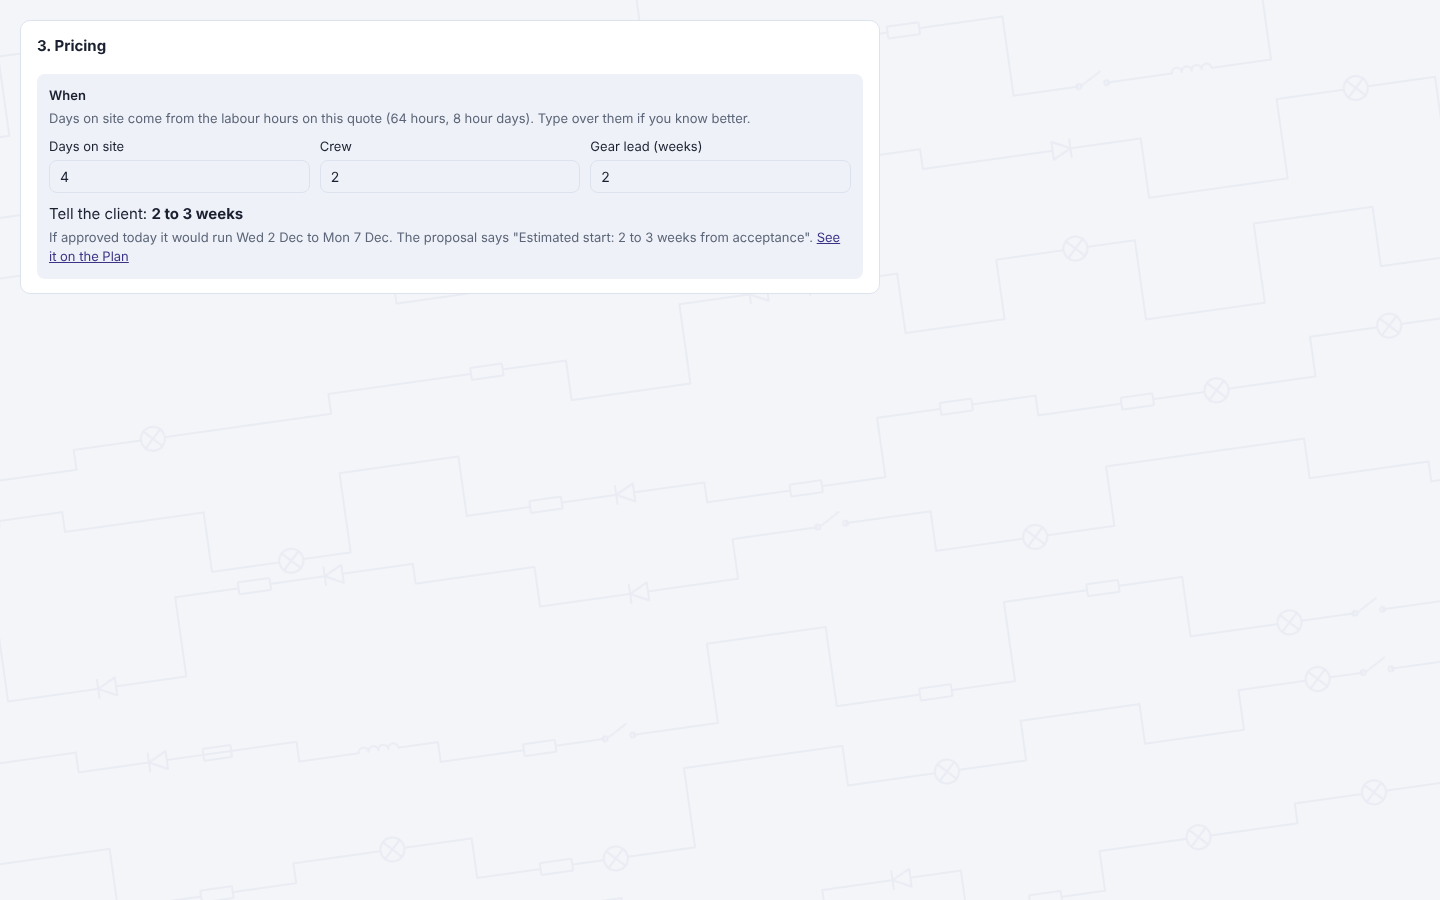 3. Pricing
When
Days on site come from the labour hours on this quote (64 hours, 8 hour days). Type over them if you know better.
Days on site
Crew
Gear lead (weeks)
4
2
2
Tell the client: 2 to 3 weeks
If approved today it would run Wed 2 Dec to Mon 7 Dec. The proposal says "Estimated start: 2 to 3 weeks from acceptance". See
it on the Plan